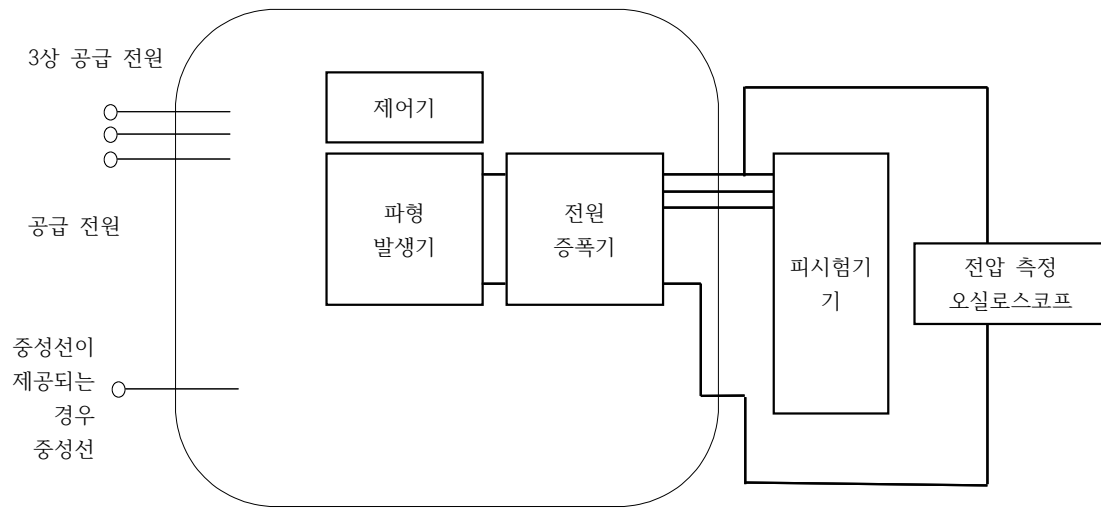 3상 공급 전원
제어기
공급 전원
파형
발생기
전원
증폭기
피시험기
기
전압 측정
오실로스코프
중성선이
제공되는
경우
중성선